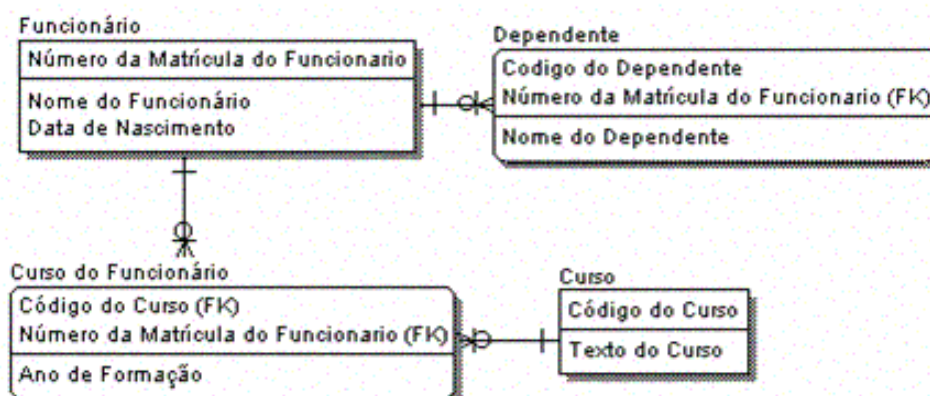 Funcionário
Número da Matrícula do Funcionario
Nome do Funcionário
Data de Nascimento
Dependente
Codigo do Dependente
Número da Matrícula do Funcionario (FK)
Nome do Dependente
Curso do Funcionário
Código do Curso (FK)
Número da Matrícula do Funcionario (FK)
Ano de Formação
Curso
Código do Curso
Texto do Curso